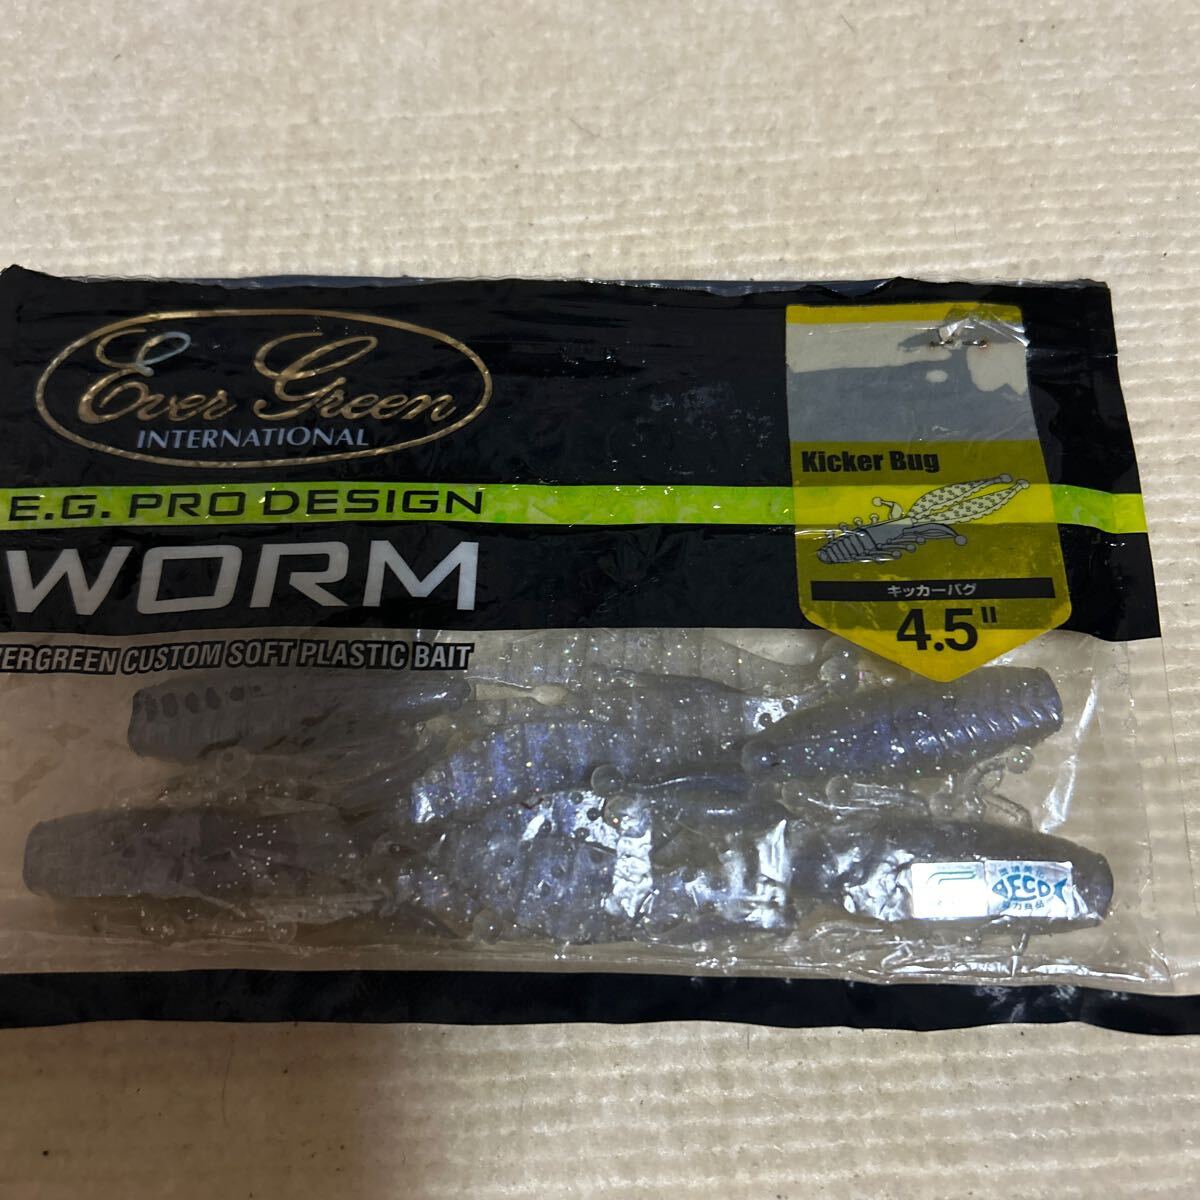 Ever Green
INTERNATIONAL
E.G. PRO DESIGN
WORM
ERGREEN CUSTOM SOFT PLASTIC BAIT
Kicker Bug
キッカーバグ
4.5"